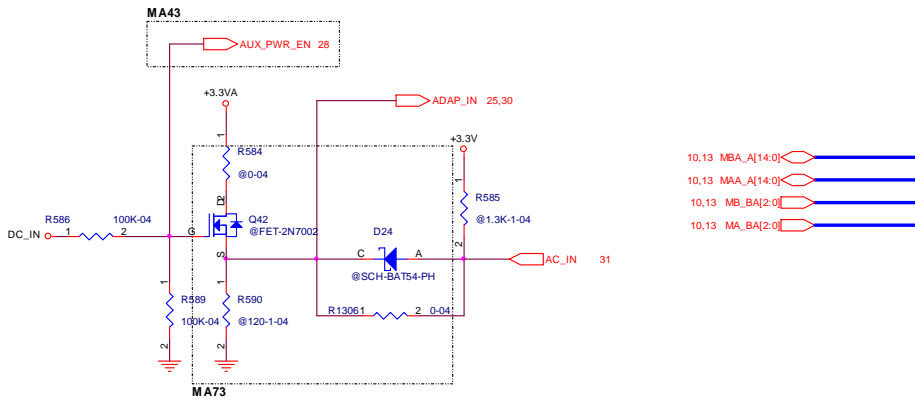 MA43
AUX_PWR_EN 28
+3.3VA
ADAP_IN 25,30
+3.3V
1
R584
@0-04
2
10,13 MBA_A[14:0]
10,13 MAA_A[14:0]
10,13 MB_BA[2:0]
10,13 MA_BA[2:0]
1
R585
@1.3K-1-04
2
R586
100K-04
DC_IN
1
2
G
D
S
Q42
@FET-2N7002
D24
C
A
@SCH-BAT54-PH
AC_IN 31
1
R589
100K-04
2
1
R590
@120-1-04
2
R1306
1
2
0-04
MA73